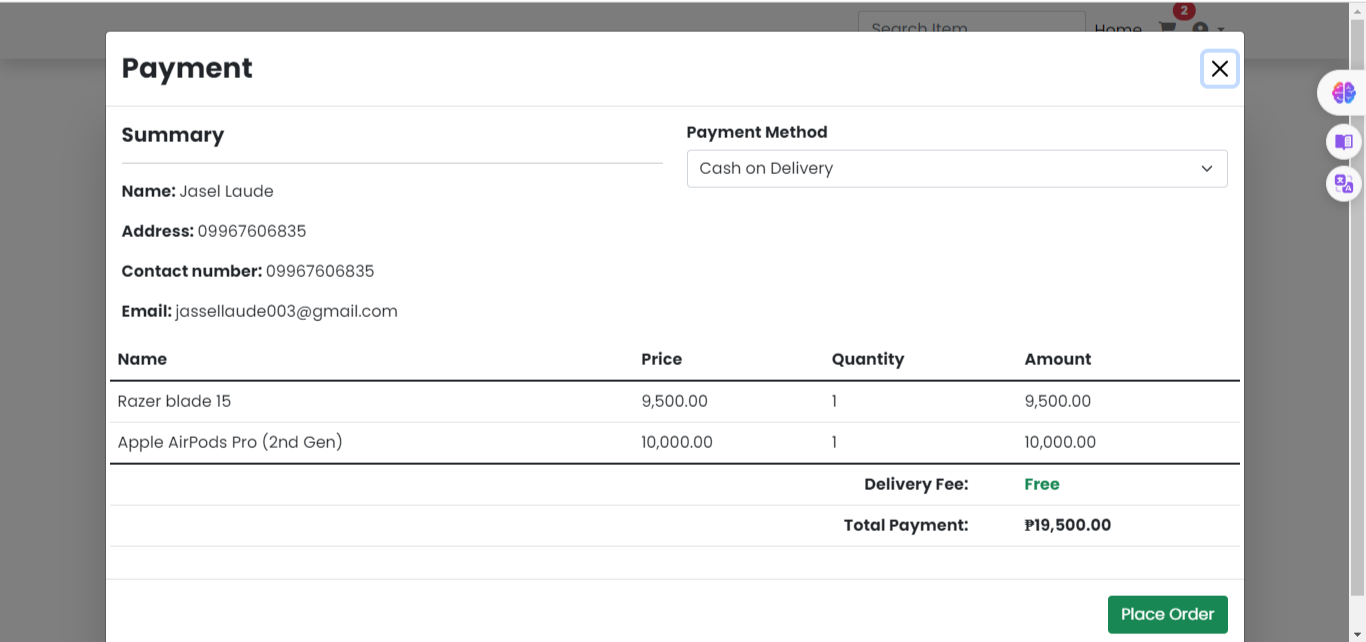 2
Search Item
Home
Payment
Summary
Payment Method
Cash on Delivery
Name: Jasel Laude
Address: 09967606835
Contact number: 09967606835
Email: jassellaude003@gmail.com
Name Price Quantity Amount
Razer blade 15 9,500.00 1 9,500.00
Apple AirPods Pro (2nd Gen) 10,000.00 1 10,000.00
Delivery Fee: Free
Total Payment: ₱19,500.00
Place Order